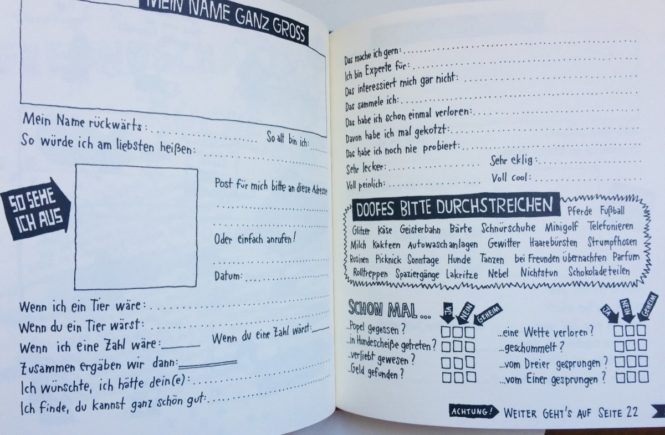 MEIN NAME GANZ GROSS
Mein Name rückwärts:
So alt bin ich:
So würde ich am liebsten heißen:
SO SEHE
ICH AUS
Post für mich bitte an diese Adresse
Oder einfach anrufen!
Datum:
Wenn ich ein Tier wäre:
Wenn du ein Tier wärst:
Wenn ich eine Zahl wäre: Wenn du eine Zahl wärst:
Zusammen ergäben wir dann:
Ich wünschte, ich hätte dein(e):
Ich finde, du kannst ganz schön gut:
Das mache ich gern:
Ich bin Experte für:
Das interessiert mich gar nicht:
Das sammele ich:
Das habe ich schon einmal verloren:
Davon habe ich mal gekotzt:
Das habe ich noch nie probiert:
Sehr lecker: Sehr eklig:
Voll peinlich: Voll cool:
DOOFES BITTE DURCHSTREICHEN Pferde Fußball
Glitzer Käse Geisterbahn Bärte Schnürschuhe Minigolf Telefonieren
Milch Kakteen Autowaschanlagen Gewitter Haarebürsten Strumpfhosen
Rosinen Picknick Sonntage Hunde Tanzen bei Freunden übernachten Parfum
Rolltreppen Spaziergänge Lakritze Nebel Nichtstun Schokolade teilen
SCHON MAL... JA NEIN GEHEIM JA NEIN GEHEIM
...Popel gegessen? ...eine Wette verloren?
...in Hundescheiße getreten? ...geschummelt?
...verliebt gewesen? ...vom Dreier gesprungen?
...Geld gefunden? ...vom Einer gesprungen?
ACHTUNG! WEITER GEHT'S AUF SEITE 22